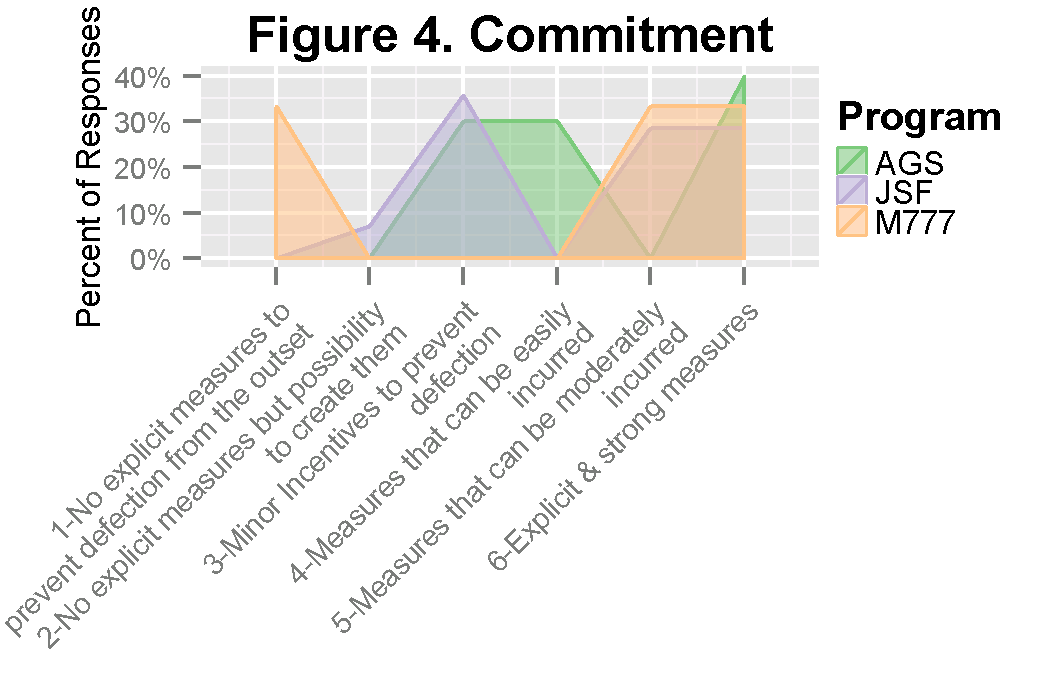 Figure 4. Commitment
Percent of Responses
40%
30%
20%
10%
0%
1-No explicit measures to
prevent defection from the outset
2-No explicit measures but possibility
to create them
3-Minor Incentives to prevent
defection
4-Measures that can be easily
incurred
5-Measures that can be moderately
incurred
6-Explicit & strong measures
Program
AGS
JSF
M777